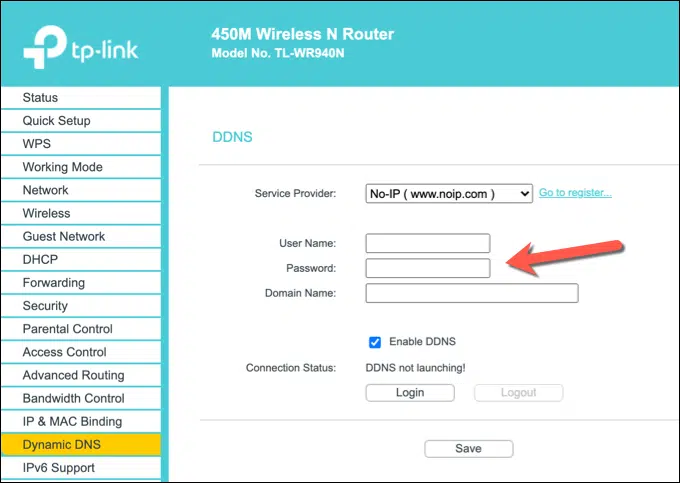 tp-link
450M Wireless N Router
Model No. TL-WR940N
Status
Quick Setup
WPS
Working Mode
Network
Wireless
Guest Network
DHCP
Forwarding
Security
Parental Control
Access Control
Advanced Routing
Bandwidth Control
IP & MAC Binding
Dynamic DNS
IPv6 Support
DDNS
Service Provider: No-IP ( www.noip.com ) Go to register...
User Name:
Password:
Domain Name:
Enable DDNS
Connection Status: DDNS not launching!
Login Logout
Save